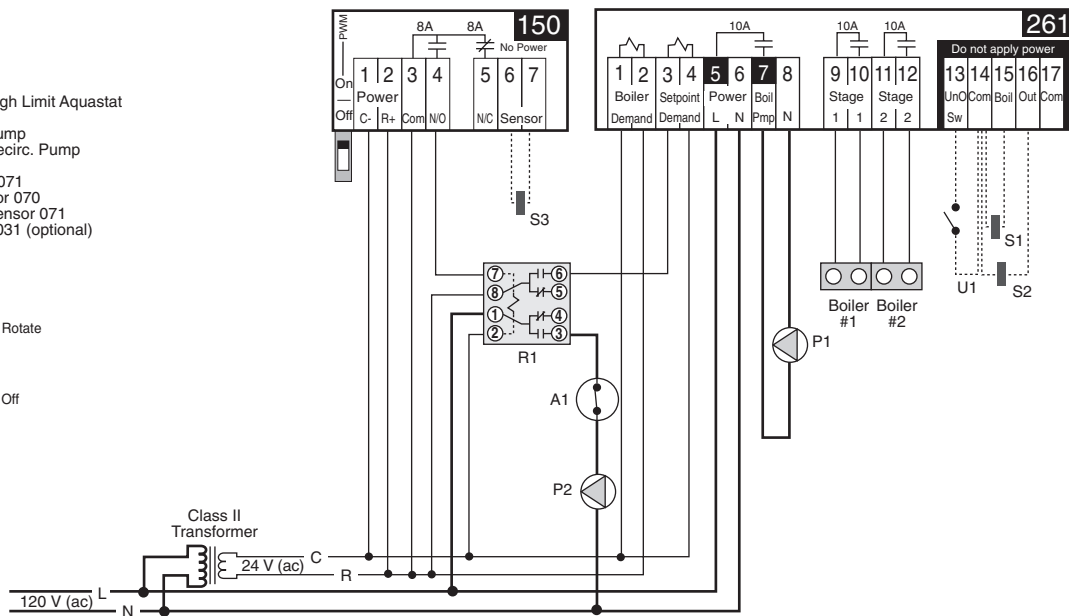 gh Limit Aquastat
ump
ecirc. Pump
071
or 070
ensor 071
031 (optional)
Rotate
Off
150
PWM
8A
8A
No Power
On
Off
1 2 3 4 5 6 7
Power
C- R+ Com N/O N/C Sensor
S3
261
10A
10A
10A
Do not apply power
1 2 3 4 5 6 7 8 9 10 11 12 13 14 15 16 17
Boiler Setpoint Power Boil Stage Stage UnO Com Boil Out Com
Demand Demand L N Pmp N 1 1 2 2 Sw
S1
S2
U1
Boiler
#1
Boiler
#2
7
8
1
2
6
5
4
3
R1
P1
A1
P2
Class II
Transformer
24 V (ac)
C
R
120 V (ac)
L
N